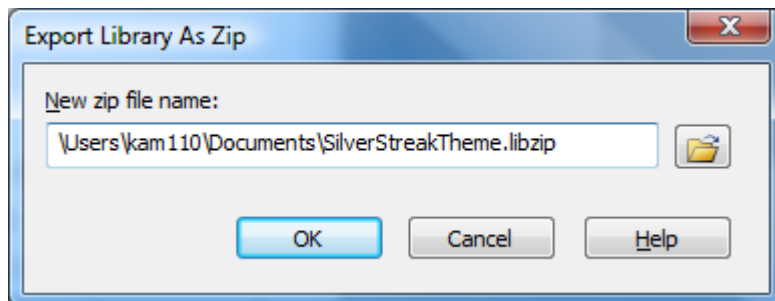 Export Library As Zip
New zip file name:
\Users\kam110\Documents\SilverStreakTheme.libzip
OK
Cancel
Help